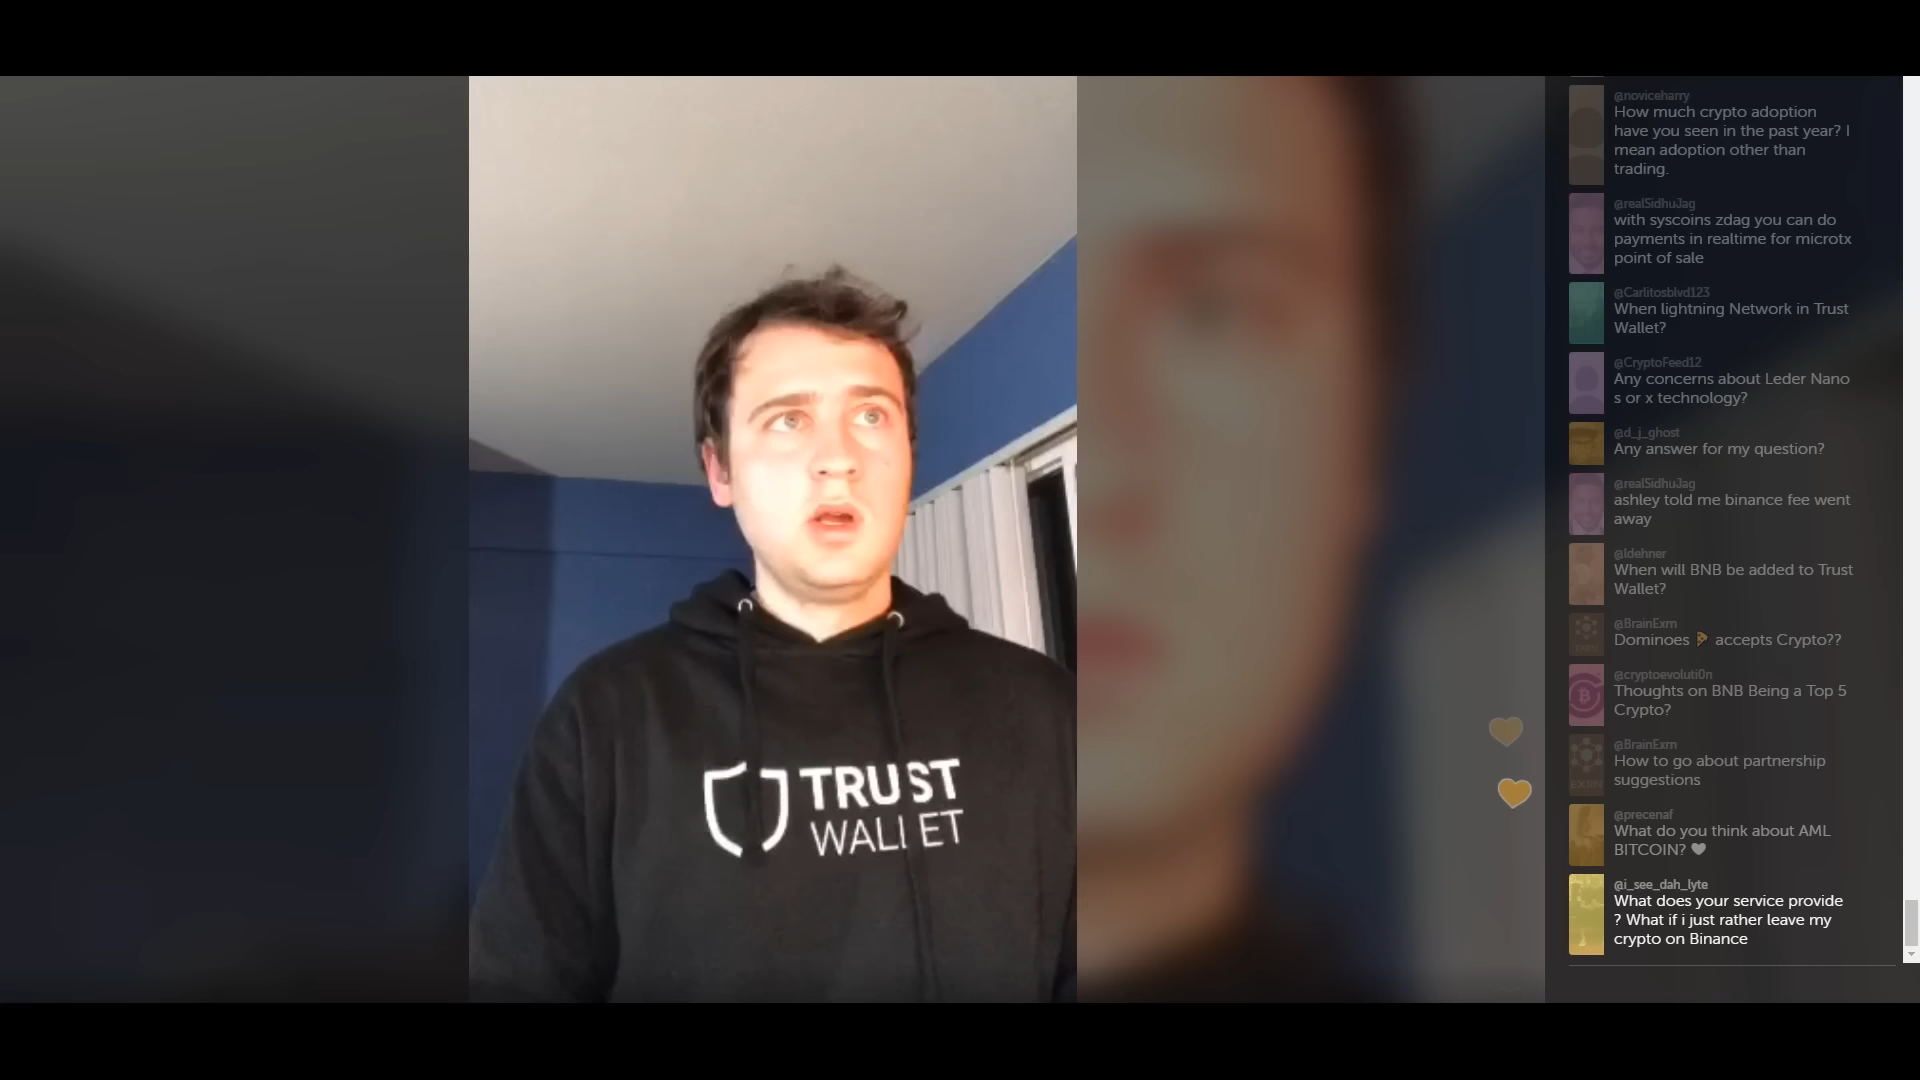 TRUST
WALLET
@noviceharry
How much crypto adoption
have you seen in the past year? I
mean adoption other than
trading.
@realSidhuJag
with syscoins zdag you can do
payments in realtime for microtx
point of sale
@Carlitosblvd123
When lightning Network in Trust
Wallet?
@CryptoFeed12
Any concerns about Leder Nano
s or x technology?
@d_j_ghost
Any answer for my question?
@realSidhuJag
ashley told me binance fee went
away
@ldehner
When will BNB be added to Trust
Wallet?
@BrainExrn
Dominoes 🍕 accepts Crypto??
@cryptoevoluti0n
Thoughts on BNB Being a Top 5
Crypto?
@BrainExrn
How to go about partnership
suggestions
EXRN
@precenaf
What do you think about AML
BITCOIN? ❤
@i_see_dah_lyte
What does your service provide
? What if i just rather leave my
crypto on Binance